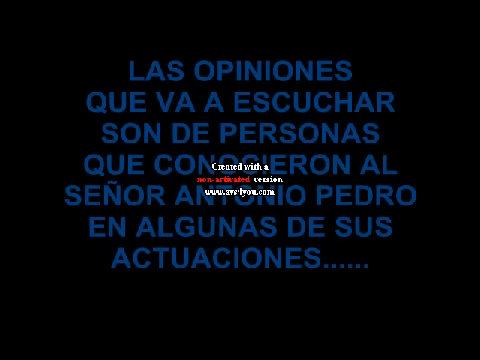 LAS OPINIONES
QUE VA A ESCUCHAR
SON DE PERSONAS
QUE CONOCIERON AL
SEÑOR ANTONIO PEDRO
EN ALGUNAS DE SUS
ACTUACIONES......
Created with a
non-activated version
www.avs4you.com